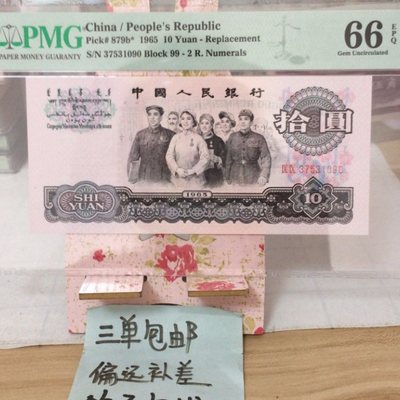 PMG
PAPER MONEY GUARANTY
China / People's Republic
Pick# 879b* 1965 10 Yuan - Replacement
S/N 37531090 Block 99 - 2 R. Numerals
66 EPQ
Gem Uncirculated
中國人民銀行
拾圓
37531090
1965
SHI
YUAN
10
三单包邮
偏远补差